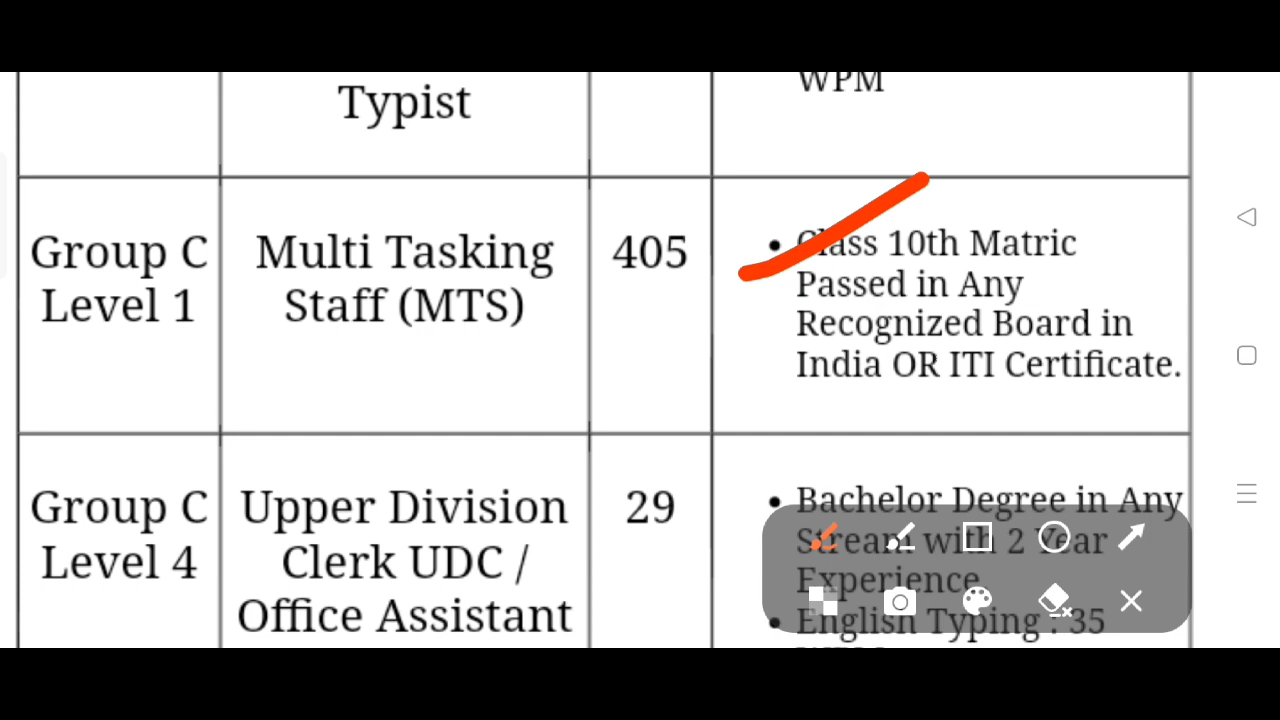 WPM
Typist
Group C
Level 1
Multi Tasking
Staff (MTS)
405
• Class 10th Matric
Passed in Any
Recognized Board in
India OR ITI Certificate.
Group C
Level 4
Upper Division
Clerk UDC /
Office Assistant
29
• Bachelor Degree in Any
Stream with 2 Year
Experience
• English Typing : 35